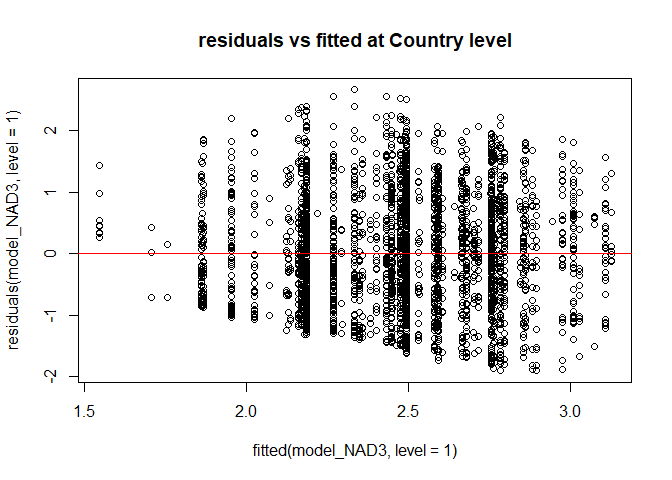 residuals vs fitted at Country level
residuals(model_NAD3, level = 1)
2
1
0
-1
-2
1.5 2.0 2.5 3.0
fitted(model_NAD3, level = 1)